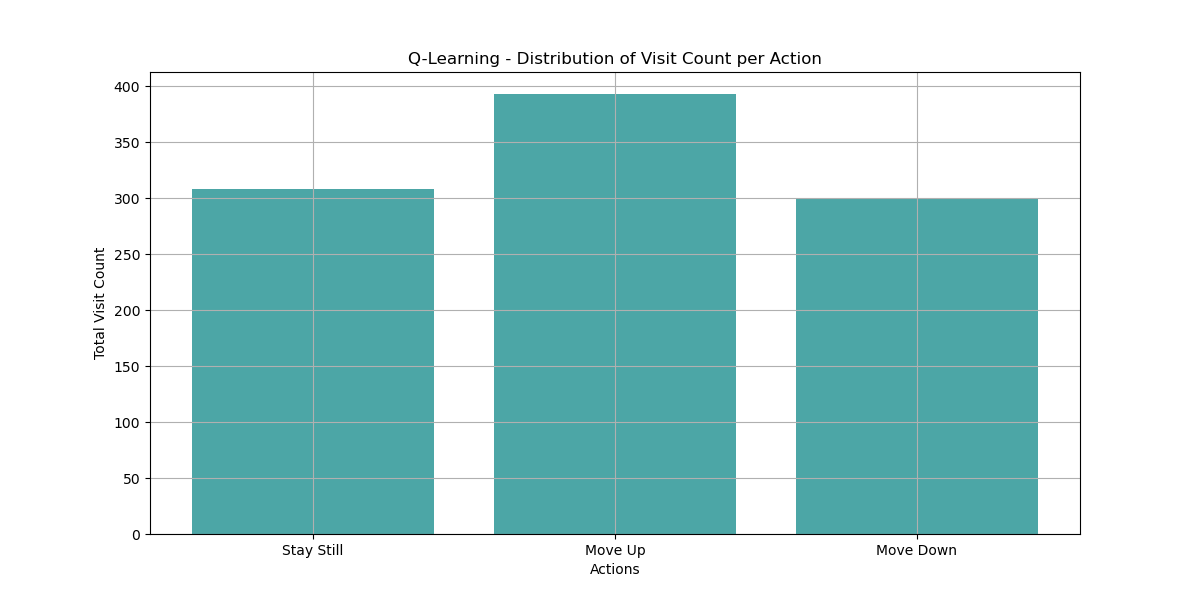 Q-Learning - Distribution of Visit Count per Action
Total Visit Count
400
350
300
250
200
150
100
50
0
Stay Still
Move Up
Move Down
Actions